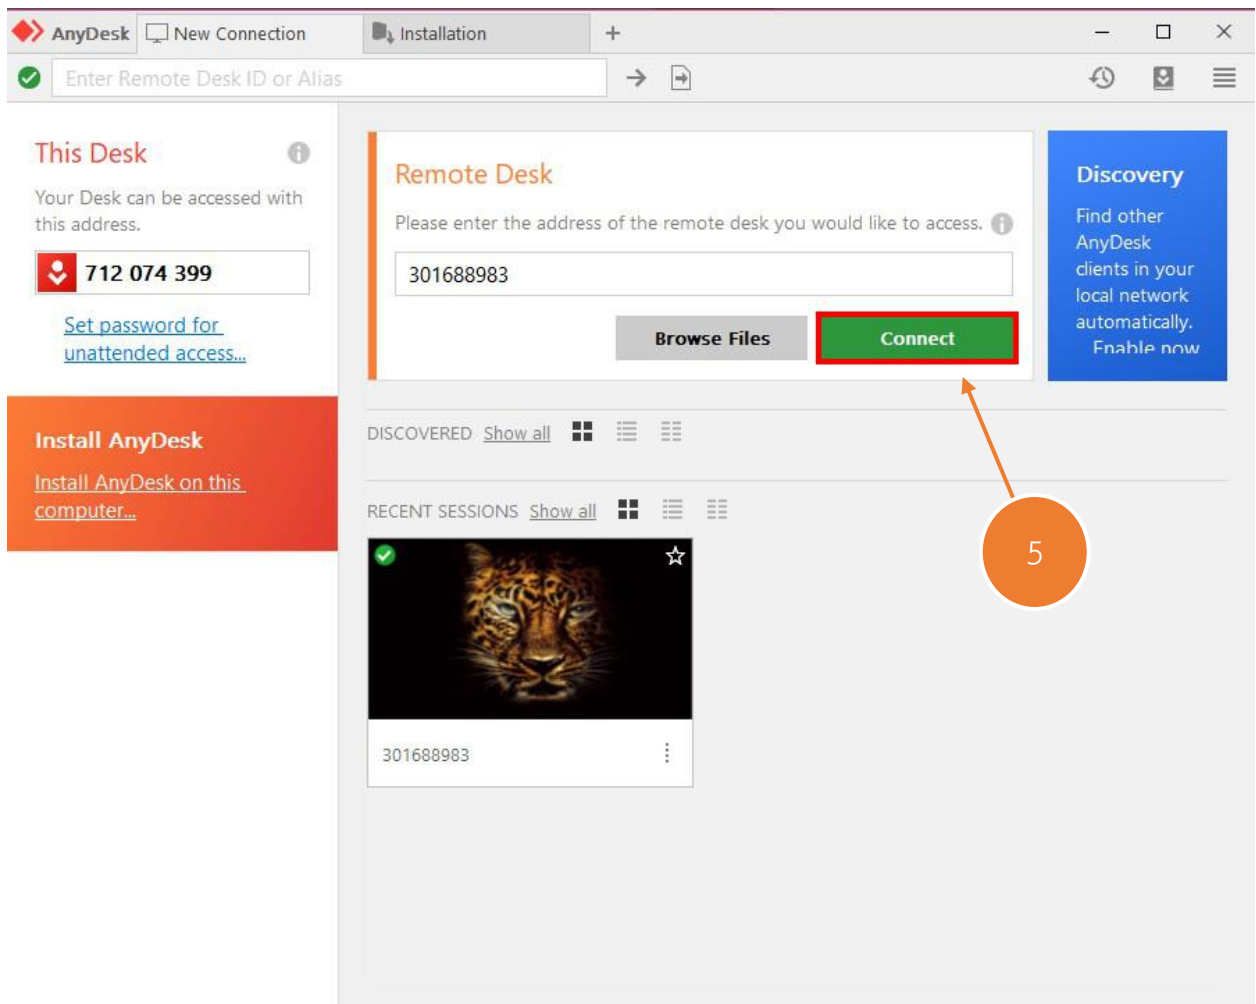 AnyDesk New Connection Installation
Enter Remote Desk ID or Alias
This Desk
Your Desk can be accessed with
this address.
712 074 399
Set password for
unattended access...
Install AnyDesk
Install AnyDesk on this
computer...
Remote Desk
Please enter the address of the remote desk you would like to access.
301688983
Browse Files Connect
Discovery
Find other
AnyDesk
clients in your
local network
automatically.
Enable now
DISCOVERED Show all
RECENT SESSIONS Show all
5
301688983